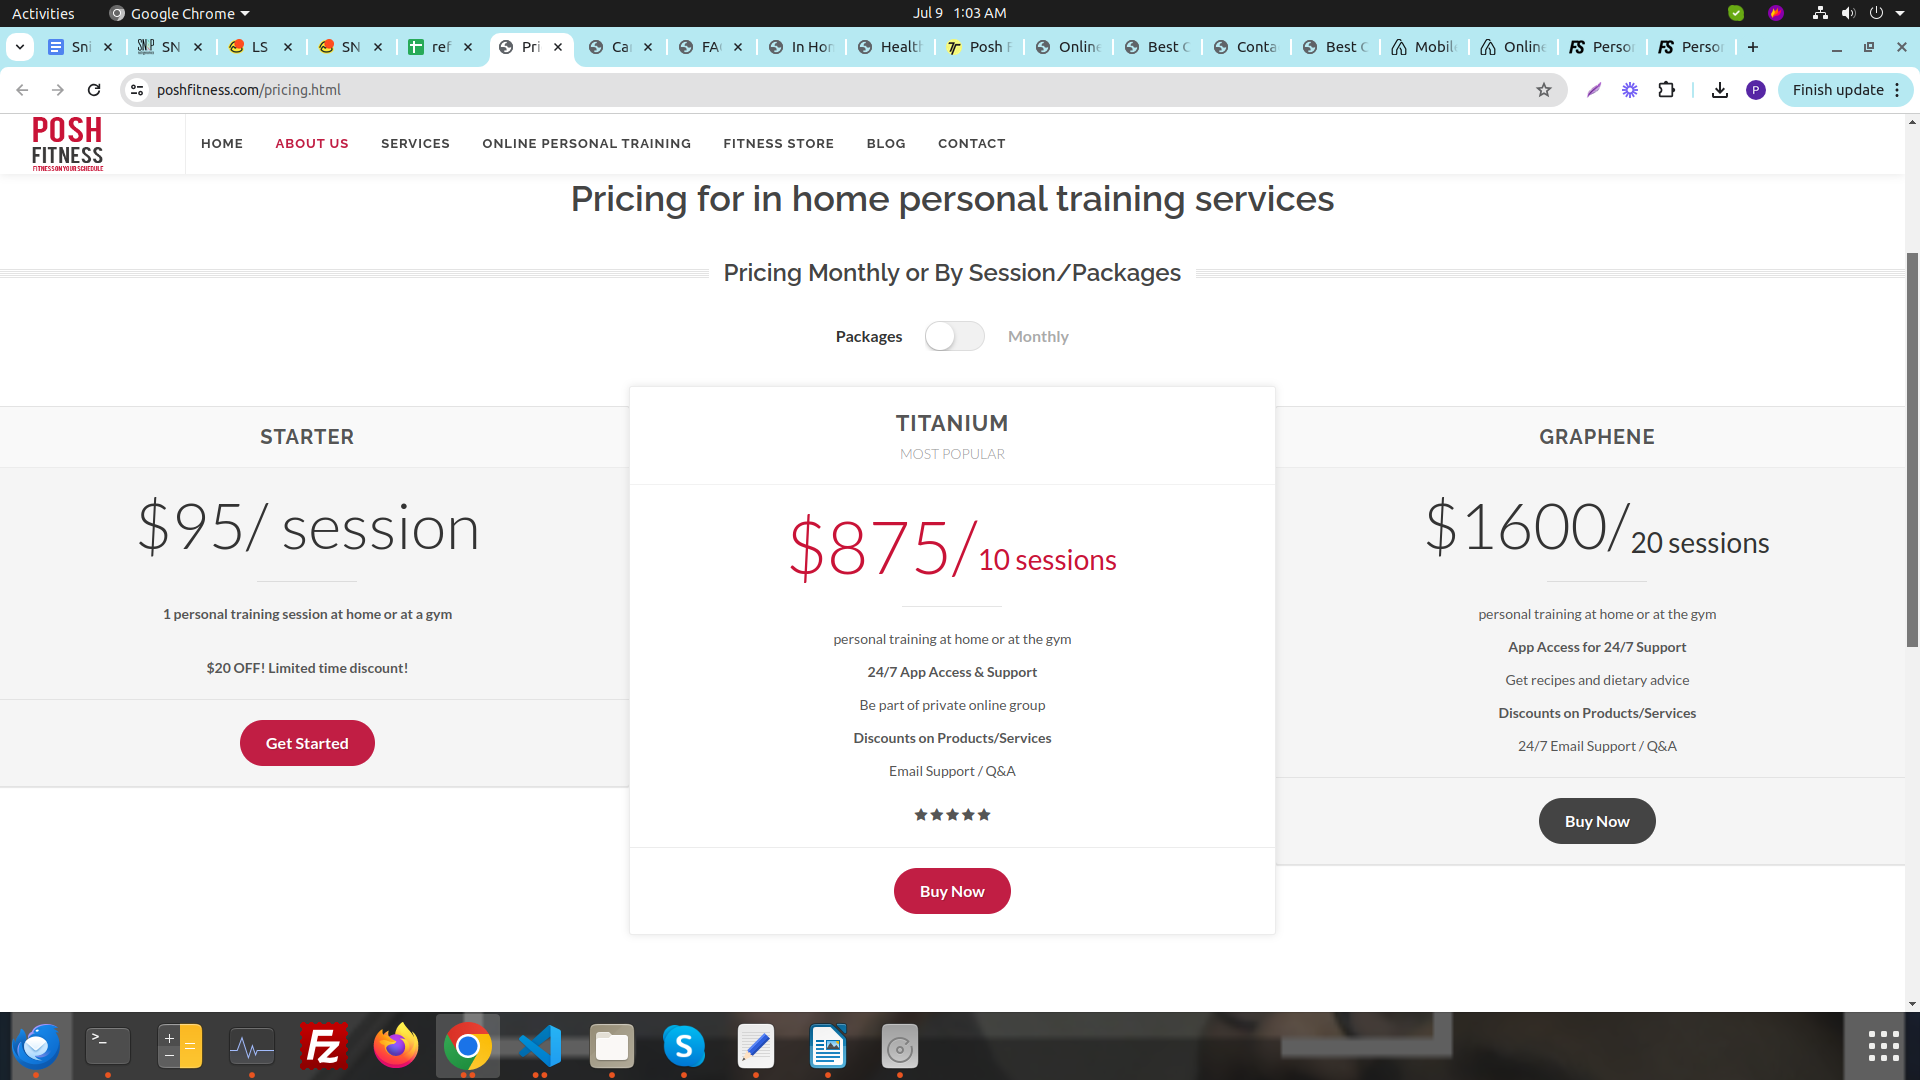 Activities Google Chrome Jul 9 1:03 AM
Sni SN LS SN ref Pri Car FAQ In Hom Health Posh F Online Best C Conta Best C Mobile Online Person Person
poshfitness.com/pricing.html P Finish update
POSH
FITNESS
FITNESS ON YOUR SCHEDULE
HOME ABOUT US SERVICES ONLINE PERSONAL TRAINING FITNESS STORE BLOG CONTACT
Pricing for in home personal training services
Pricing Monthly or By Session/Packages
Packages Monthly
STARTER
$95/ session
1 personal training session at home or at a gym
$20 OFF! Limited time discount!
Get Started
TITANIUM
MOST POPULAR
$875/10 sessions
personal training at home or at the gym
24/7 App Access & Support
Be part of private online group
Discounts on Products/Services
Email Support / Q&A
Buy Now
GRAPHENE
$1600/20 sessions
personal training at home or at the gym
App Access for 24/7 Support
Get recipes and dietary advice
Discounts on Products/Services
24/7 Email Support / Q&A
Buy Now